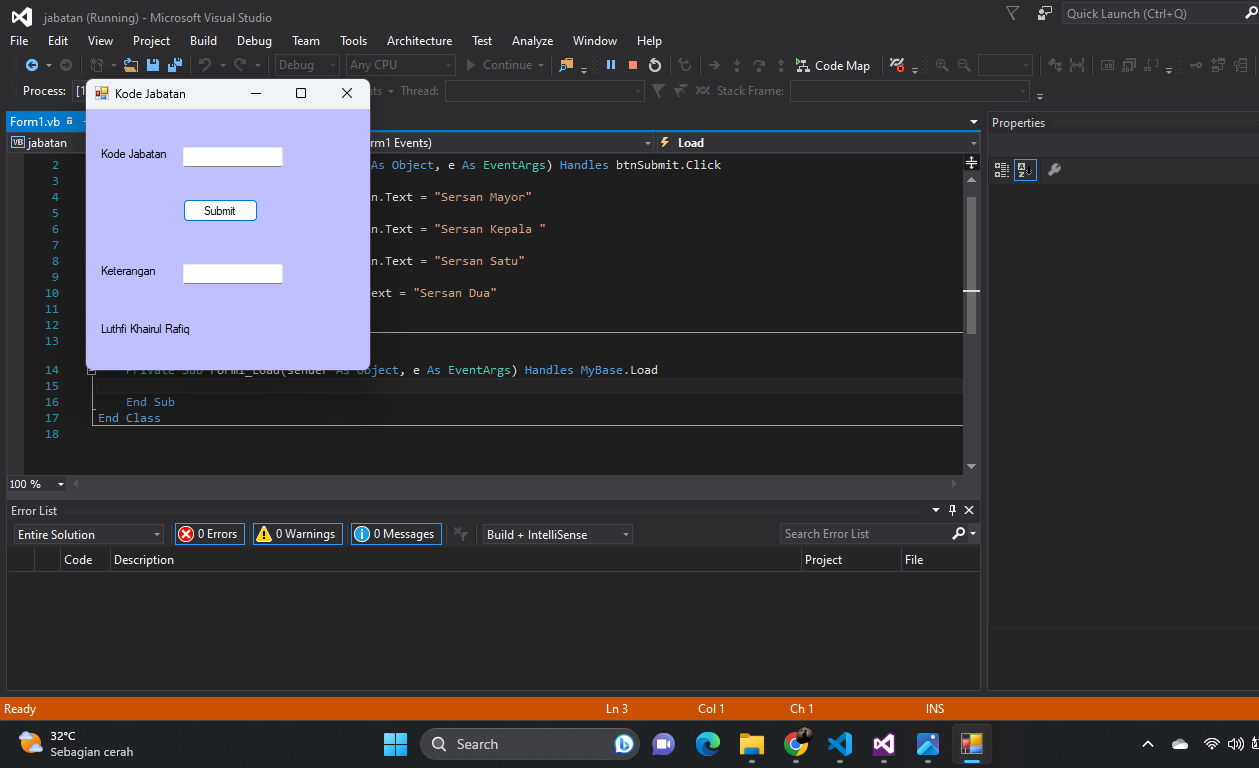 jabatan (Running) - Microsoft Visual Studio
Quick Launch (Ctrl+Q)
File Edit View Project Build Debug Team Tools Architecture Test Analyze Window Help
Debug Any CPU Continue Code Map
Process: [1 Thread: Stack Frame:
Kode Jabatan
Form1.vb
Properties
jabatan
rm1 Events)
Load
Kode Jabatan
Submit
Keterangan
Luthfi Khairul Rafiq
2 As Object, e As EventArgs) Handles btnSubmit.Click
3
4 n.Text = "Sersan Mayor"
5
6 n.Text = "Sersan Kepala "
7
8 n.Text = "Sersan Satu"
9
10 ext = "Sersan Dua"
11
12
13
14 Private Sub Form1_Load(sender As Object, e As EventArgs) Handles MyBase.Load
15
16 End Sub
17 End Class
18
100 %
Error List
Entire Solution 0 Errors 0 Warnings 0 Messages Build + IntelliSense Search Error List
Code Description Project File
Ready Ln 3 Col 1 Ch 1 INS
32°C
Sebagian cerah
Search